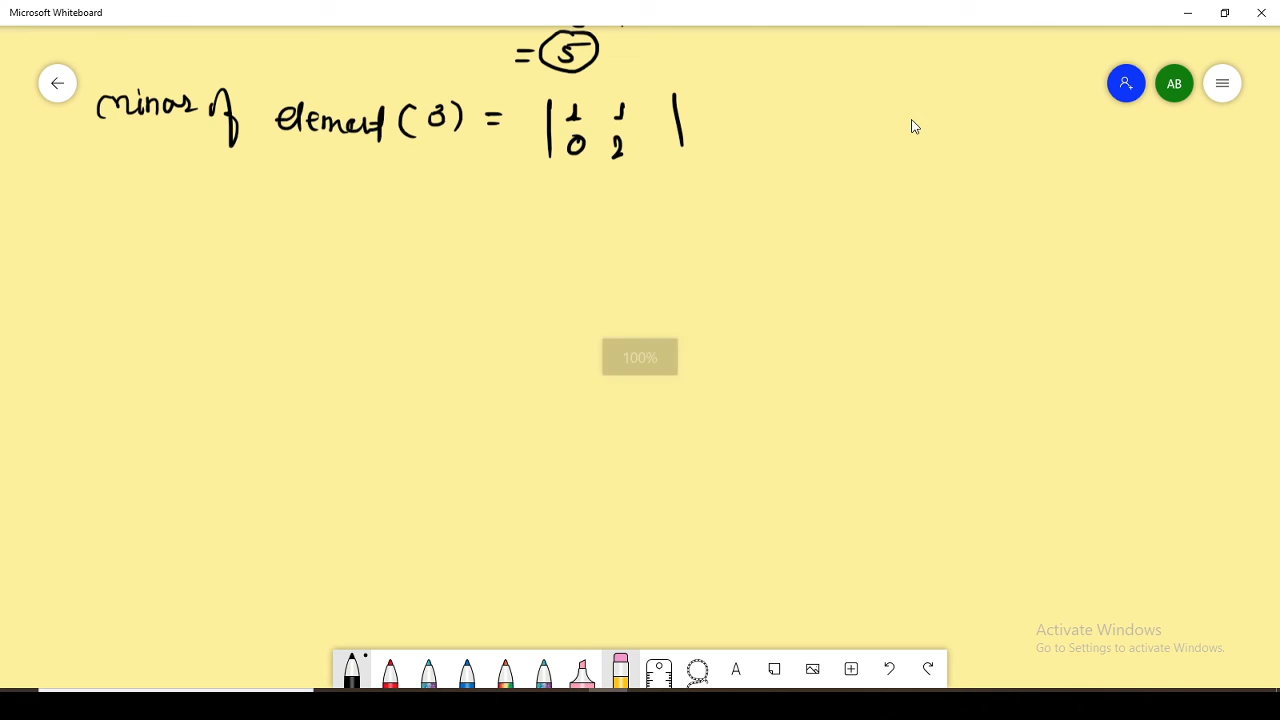 Microsoft Whiteboard
= 5
minor of element (3) = | 1 1 |
0 2
AB
100%
Activate Windows
Go to Settings to activate Windows.
A